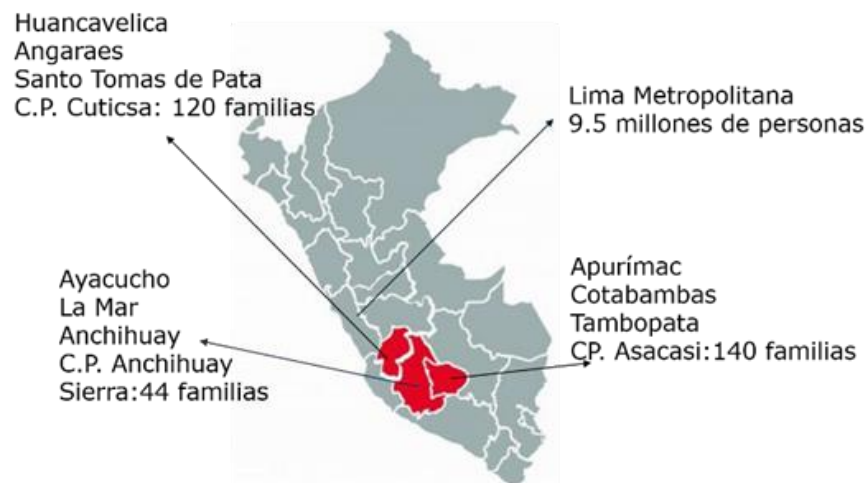 Huancavelica
Angaraes
Santo Tomas de Pata
C.P. Cuticsa: 120 familias
Lima Metropolitana
9.5 millones de personas
Ayacucho
La Mar
Anchihuay
C.P. Anchihuay
Sierra:44 familias
Apurímac
Cotabambas
Tambopata
CP. Asacasi:140 familias